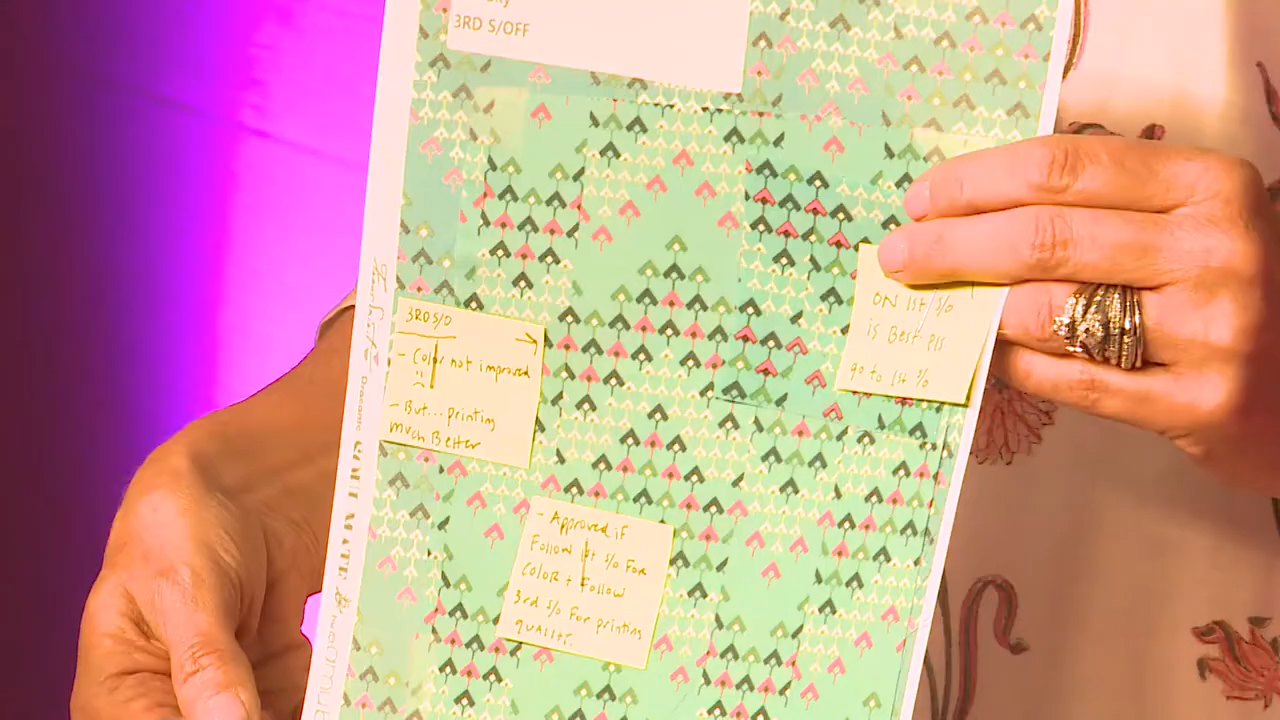 3RD S/OFF
ON 1st S/O
is Best Pls
go to 1st S/O
3RD S/O
- Color not improved
- But... printing
much Better
- Approved if
Follow 1st S/O For
Color + Follow
3rd S/O For printing